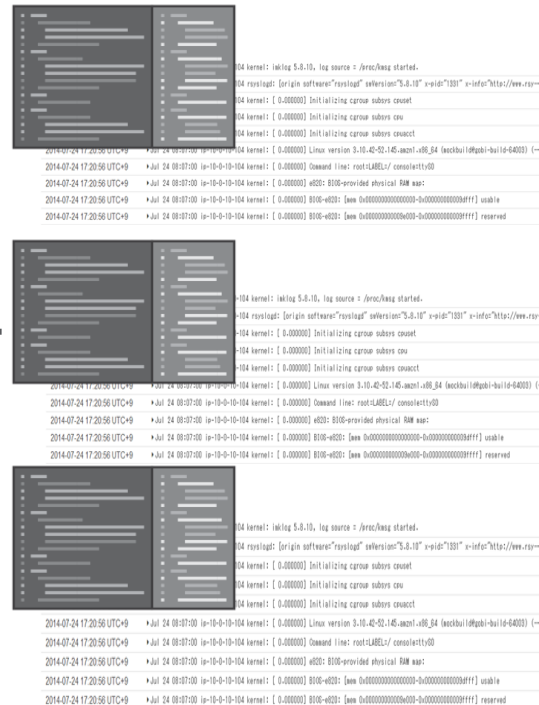 104 kernel: imklog 5.8.10, log source = /proc/kmsg started.
104 rsyslogd: [origin software="rsyslogd" swVersion="5.8.10" x-pid="1331" x-info="http://www.rsy
104 kernel: [ 0.000000] Initializing cgroup subsys cpuset
104 kernel: [ 0.000000] Initializing cgroup subsys cpu
104 kernel: [ 0.000000] Initializing cgroup subsys cpuacct
2014-07-24 17:20:56 UTC+9 Jul 24 08:07:00 ip-10-0-10-104 kernel: [ 0.000000] Linux version 3.10.42-52.145.amzn1.x86_64 (mockbuild@gobi-build-64003) (
2014-07-24 17:20:56 UTC+9 Jul 24 08:07:00 ip-10-0-10-104 kernel: [ 0.000000] Command line: root=LABEL=/ console=ttyS0
2014-07-24 17:20:56 UTC+9 Jul 24 08:07:00 ip-10-0-10-104 kernel: [ 0.000000] e820: BIOS-provided physical RAM map:
2014-07-24 17:20:56 UTC+9 Jul 24 08:07:00 ip-10-0-10-104 kernel: [ 0.000000] BIOS-e820: [mem 0x0000000000000000-0x000000000009dfff] usable
2014-07-24 17:20:56 UTC+9 Jul 24 08:07:00 ip-10-0-10-104 kernel: [ 0.000000] BIOS-e820: [mem 0x000000000009e000-0x000000000009ffff] reserved
-104 kernel: imklog 5.8.10, log source = /proc/kmsg started.
-104 rsyslogd: [origin software="rsyslogd" swVersion="5.8.10" x-pid="1331" x-info="http://www.rsy
-104 kernel: [ 0.000000] Initializing cgroup subsys cpuset
-104 kernel: [ 0.000000] Initializing cgroup subsys cpu
-104 kernel: [ 0.000000] Initializing cgroup subsys cpuacct
2014-07-24 17:20:56 UTC+9 Jul 24 08:07:00 ip-10-0-10-104 kernel: [ 0.000000] Linux version 3.10.42-52.145.amzn1.x86_64 (mockbuild@gobi-build-64003) (
2014-07-24 17:20:56 UTC+9 Jul 24 08:07:00 ip-10-0-10-104 kernel: [ 0.000000] Command line: root=LABEL=/ console=ttyS0
2014-07-24 17:20:56 UTC+9 Jul 24 08:07:00 ip-10-0-10-104 kernel: [ 0.000000] e820: BIOS-provided physical RAM map:
2014-07-24 17:20:56 UTC+9 Jul 24 08:07:00 ip-10-0-10-104 kernel: [ 0.000000] BIOS-e820: [mem 0x0000000000000000-0x000000000009dfff] usable
2014-07-24 17:20:56 UTC+9 Jul 24 08:07:00 ip-10-0-10-104 kernel: [ 0.000000] BIOS-e820: [mem 0x000000000009e000-0x000000000009ffff] reserved
104 kernel: imklog 5.8.10, log source = /proc/kmsg started.
104 rsyslogd: [origin software="rsyslogd" swVersion="5.8.10" x-pid="1331" x-info="http://www.rsy
104 kernel: [ 0.000000] Initializing cgroup subsys cpuset
104 kernel: [ 0.000000] Initializing cgroup subsys cpu
104 kernel: [ 0.000000] Initializing cgroup subsys cpuacct
2014-07-24 17:20:56 UTC+9 Jul 24 08:07:00 ip-10-0-10-104 kernel: [ 0.000000] Linux version 3.10.42-52.145.amzn1.x86_64 (mockbuild@gobi-build-64003) (
2014-07-24 17:20:56 UTC+9 Jul 24 08:07:00 ip-10-0-10-104 kernel: [ 0.000000] Command line: root=LABEL=/ console=ttyS0
2014-07-24 17:20:56 UTC+9 Jul 24 08:07:00 ip-10-0-10-104 kernel: [ 0.000000] e820: BIOS-provided physical RAM map:
2014-07-24 17:20:56 UTC+9 Jul 24 08:07:00 ip-10-0-10-104 kernel: [ 0.000000] BIOS-e820: [mem 0x0000000000000000-0x000000000009dfff] usable
2014-07-24 17:20:56 UTC+9 Jul 24 08:07:00 ip-10-0-10-104 kernel: [ 0.000000] BIOS-e820: [mem 0x000000000009e000-0x000000000009ffff] reserved